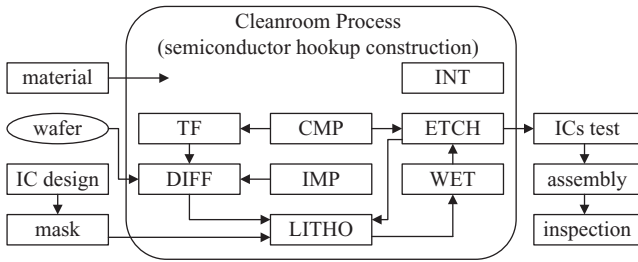 Cleanroom Process
(semiconductor hookup construction)
material
INT
wafer
TF
CMP
ETCH
ICs test
IC design
DIFF
IMP
WET
assembly
mask
LITHO
inspection